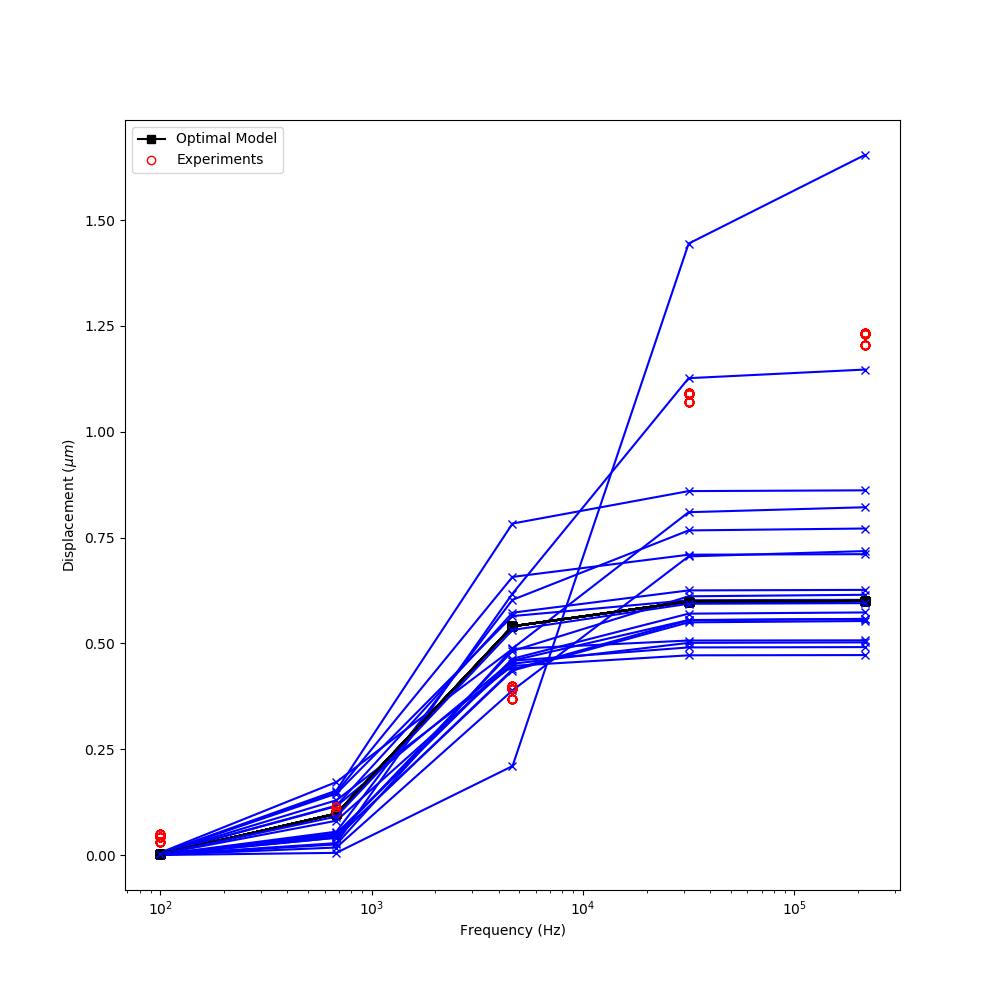 Optimal Model
Experiments
1.50
1.25
1.00
0.75
0.50
0.25
0.00
Displacement (μm)
10² 10³ 10⁴ 10⁵
Frequency (Hz)